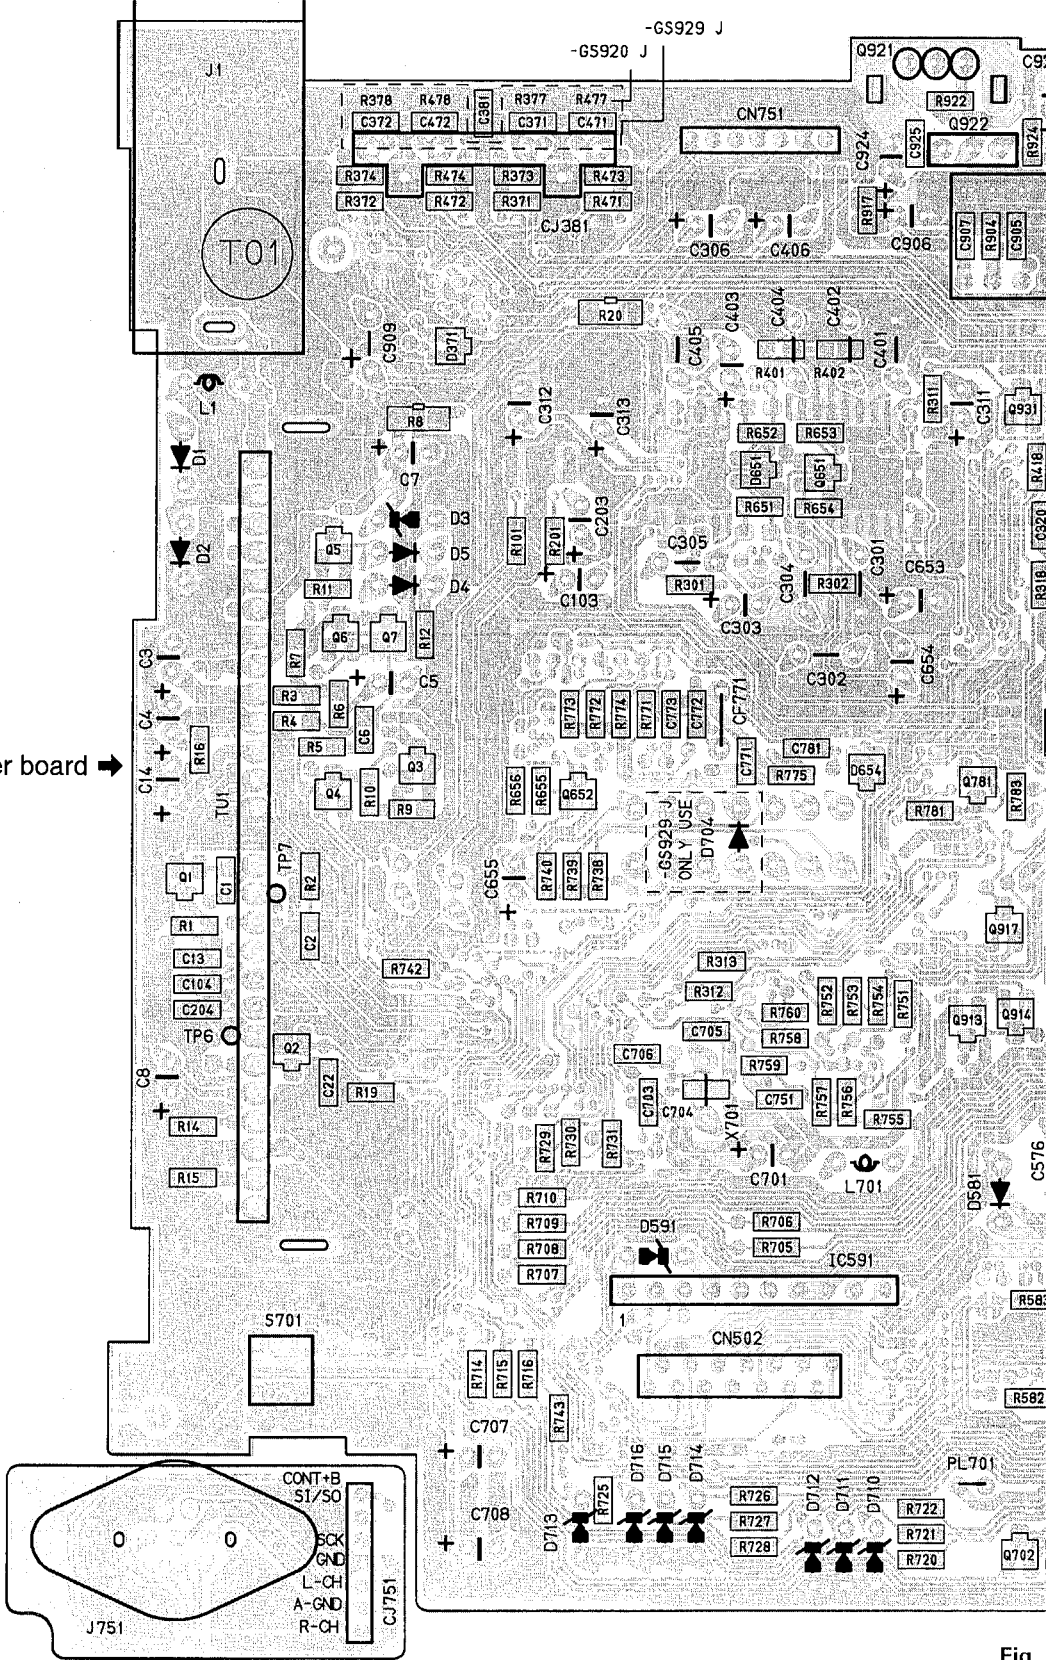 -GS929 J
-GS920 J
J1
T01
R378 R478 C381 R377 R477
C372 C472 C371 C471
R374 R474 R373 R473
R372 R472 R371 R471
CJ381
CN751
Q921
R922
Q922
C924
C925
R924
R917
C906
C907
R904
C905
C306 C406
R20
C909
D371
C405
C403
C404
C402
C401
R401 R402
L1
R8
C7
C312
C313
R311
C311
Q931
D1
R652 R653
D651
Q651
R651 R654
R418
D3
D5
D4
Q5
R11
D2
R101
R201
C203
C103
C305
R301
C303
C304
R302
C301
C653
C320
R318
Q6 Q7
R12
R7
C5
R3
R4
R5
R6
C6
C302
C654
C3
C4
C14
R16
TU1
er board ➡
R773
R772
R774
R771
C773
C772
CF771
C771
C781
R775
D654
Q781
R783
R781
Q3
Q4
R10
R9
R656
R655
Q652
-GS929 J
ONLY USE
D704
Q1
C1
TP7
R2
C2
R1
C13
C104
C204
TP6
C655
R740
R739
R738
R742
R313
R312
C705
C706
C703
C704
X701
R760
R758
R759
C751
R752
R753
R754
R751
R757
R756
R755
Q917
Q913
Q914
Q2
C22
R19
C8
R14
R15
R729
R730
R731
C701
L701
D581
C576
R710
R709
R708
R707
D591
R706
R705
IC591
1
CN502
R583
R582
S701
R714
R715
R716
R743
C707
C708
D713
R725
D716
D715
D714
R726
R727
R728
D712
D711
D710
PL701
R722
R721
R720
Q702
CONT+B
SI/SO
SCK
GND
L-CH
A-GND
R-CH
J751
CJ751